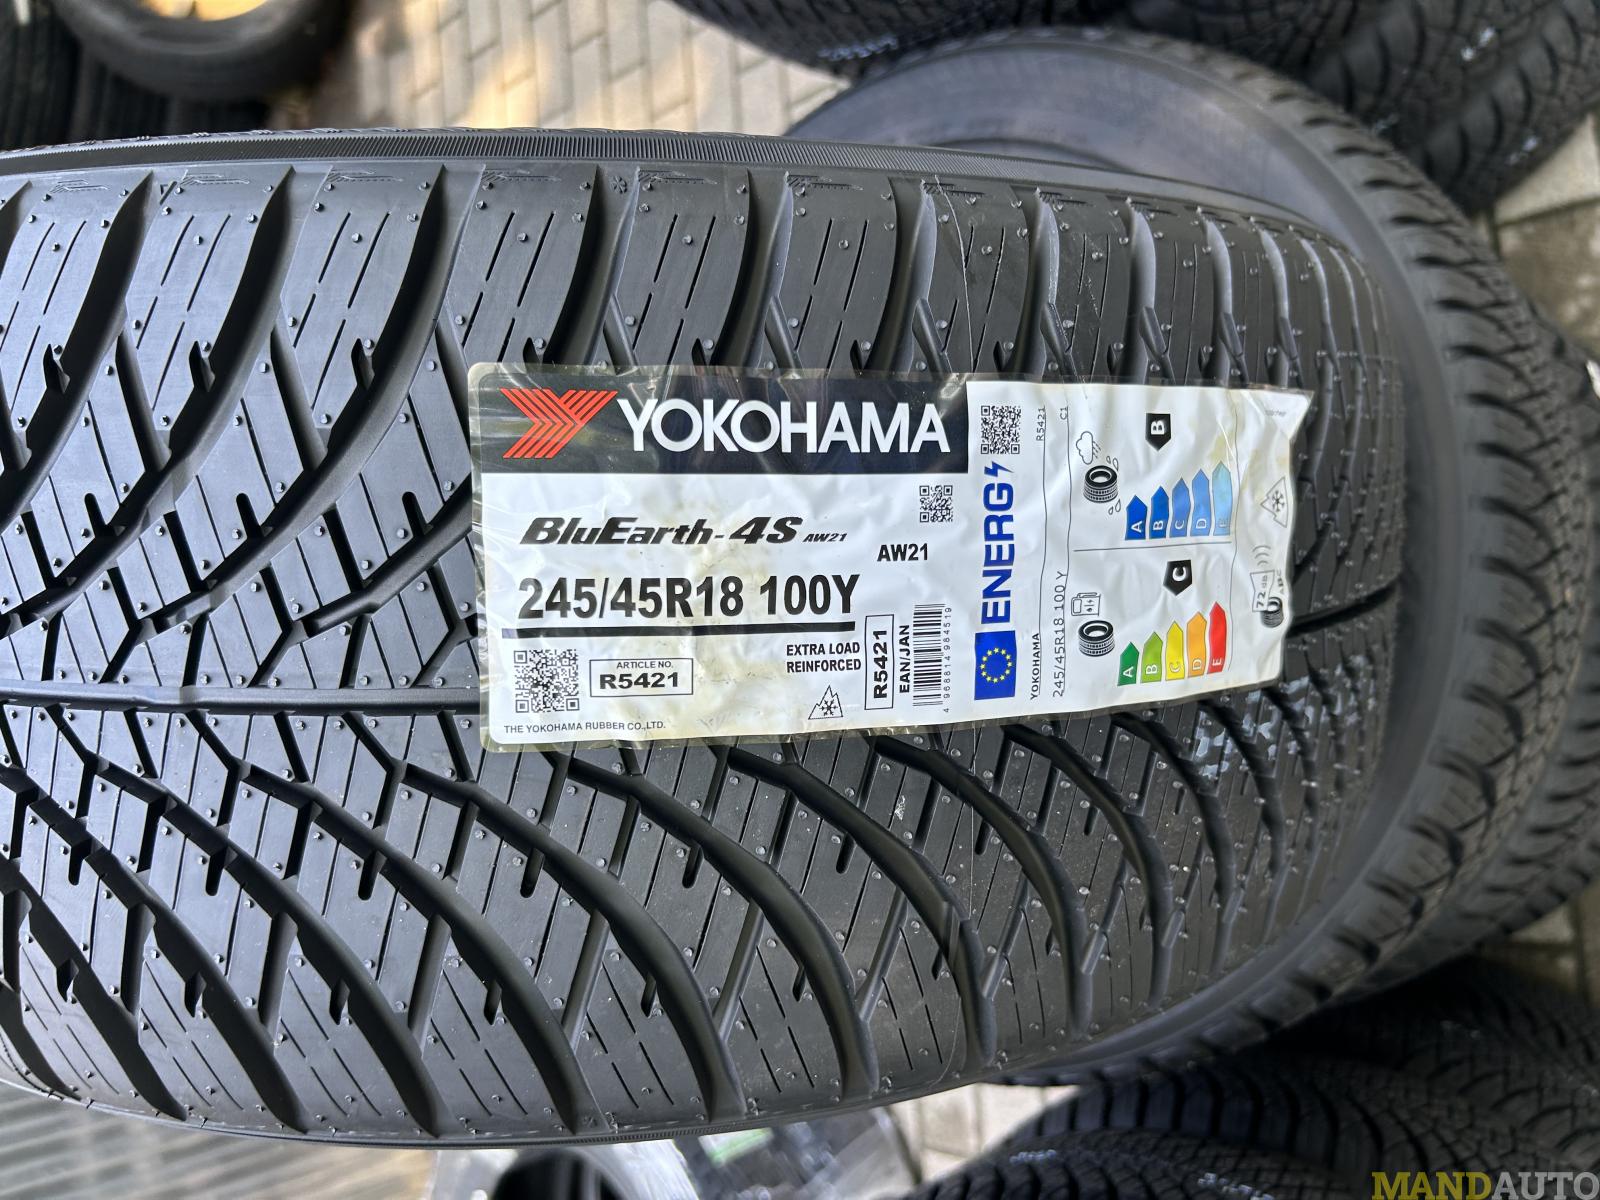 YOKOHAMA
BluEarth-4S AW21
AW21
245/45R18 100Y
EXTRA LOAD
REINFORCED
ARTICLE NO.
R5421
THE YOKOHAMA RUBBER CO.,LTD.
R5421
EAN/JAN
4 968814 984519
ENERG
R5421
C1
YOKOHAMA
245/45R18 100 Y
B
A
B
C
D
E
C
A
B
C
D
E
72 dB
MANDAUTO